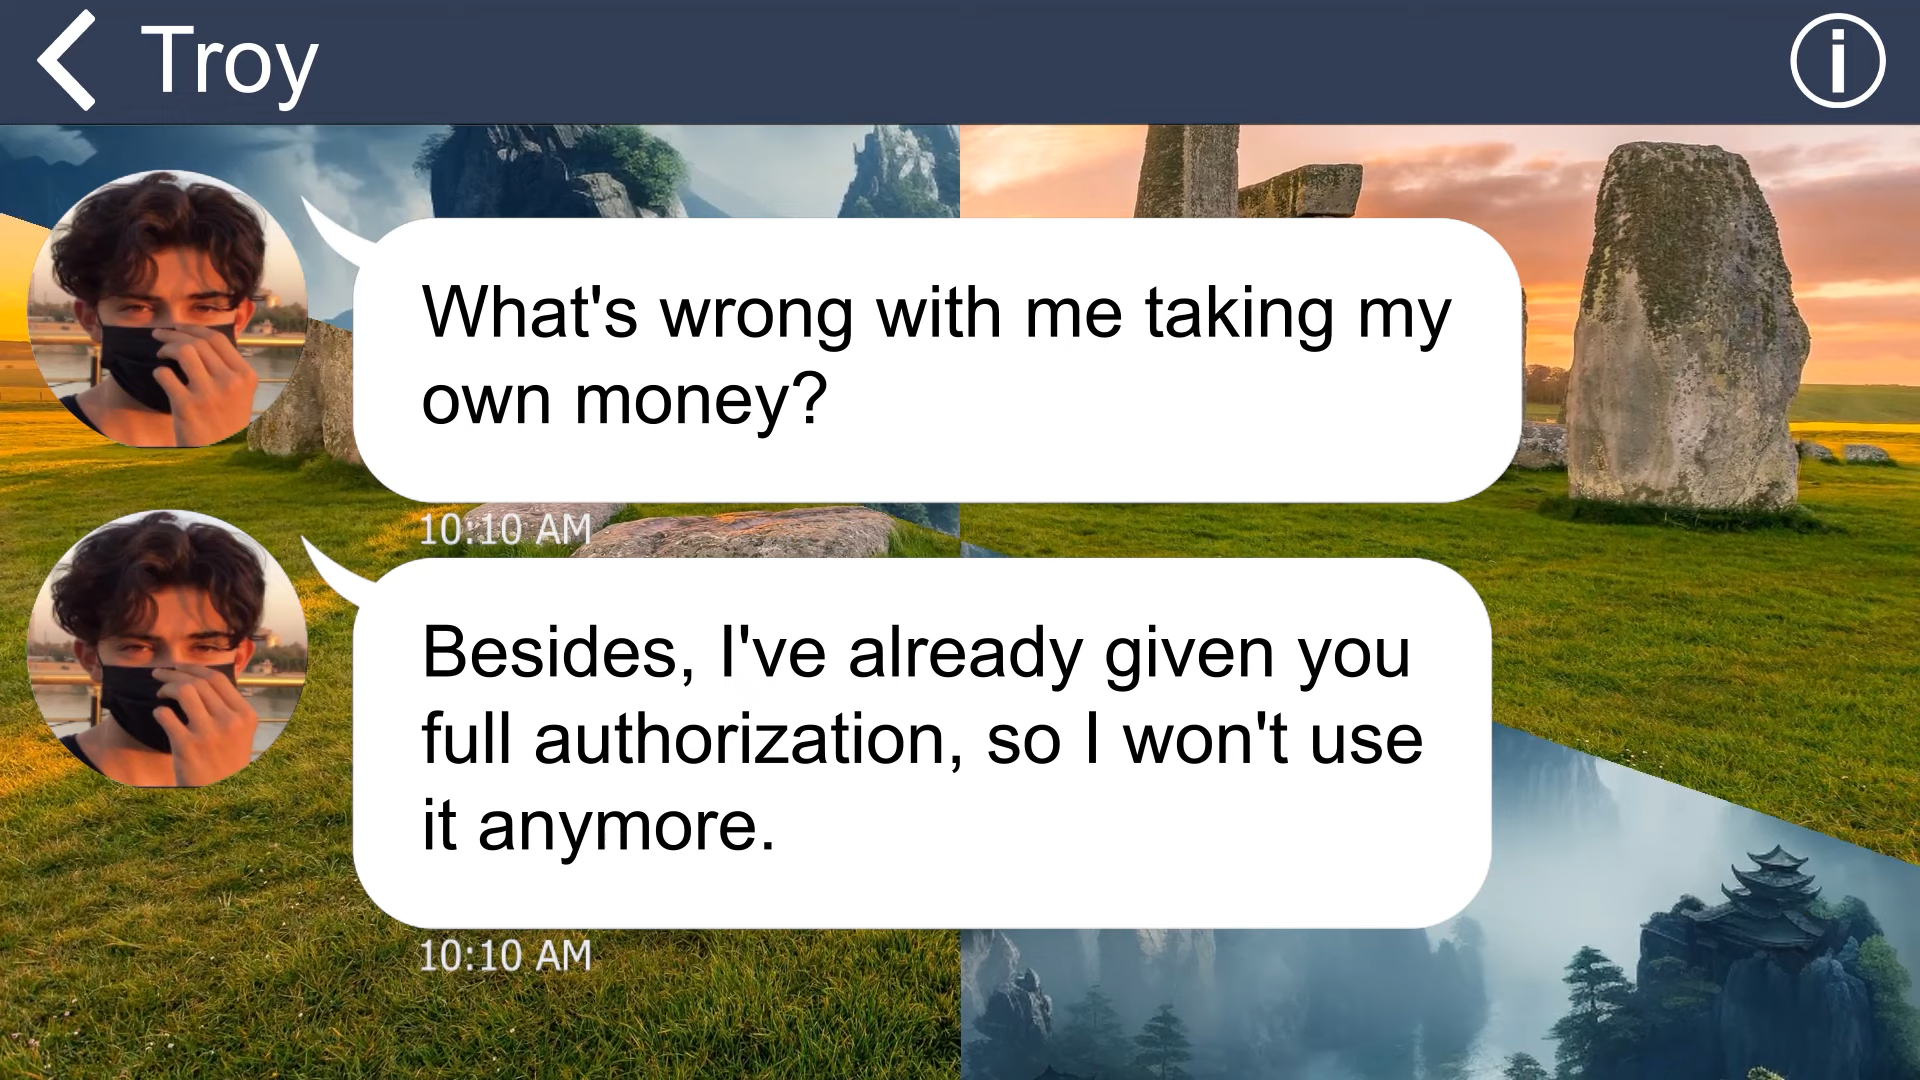 Troy
What's wrong with me taking my
own money?
10:10 AM
Besides, I've already given you
full authorization, so I won't use
it anymore.
10:10 AM